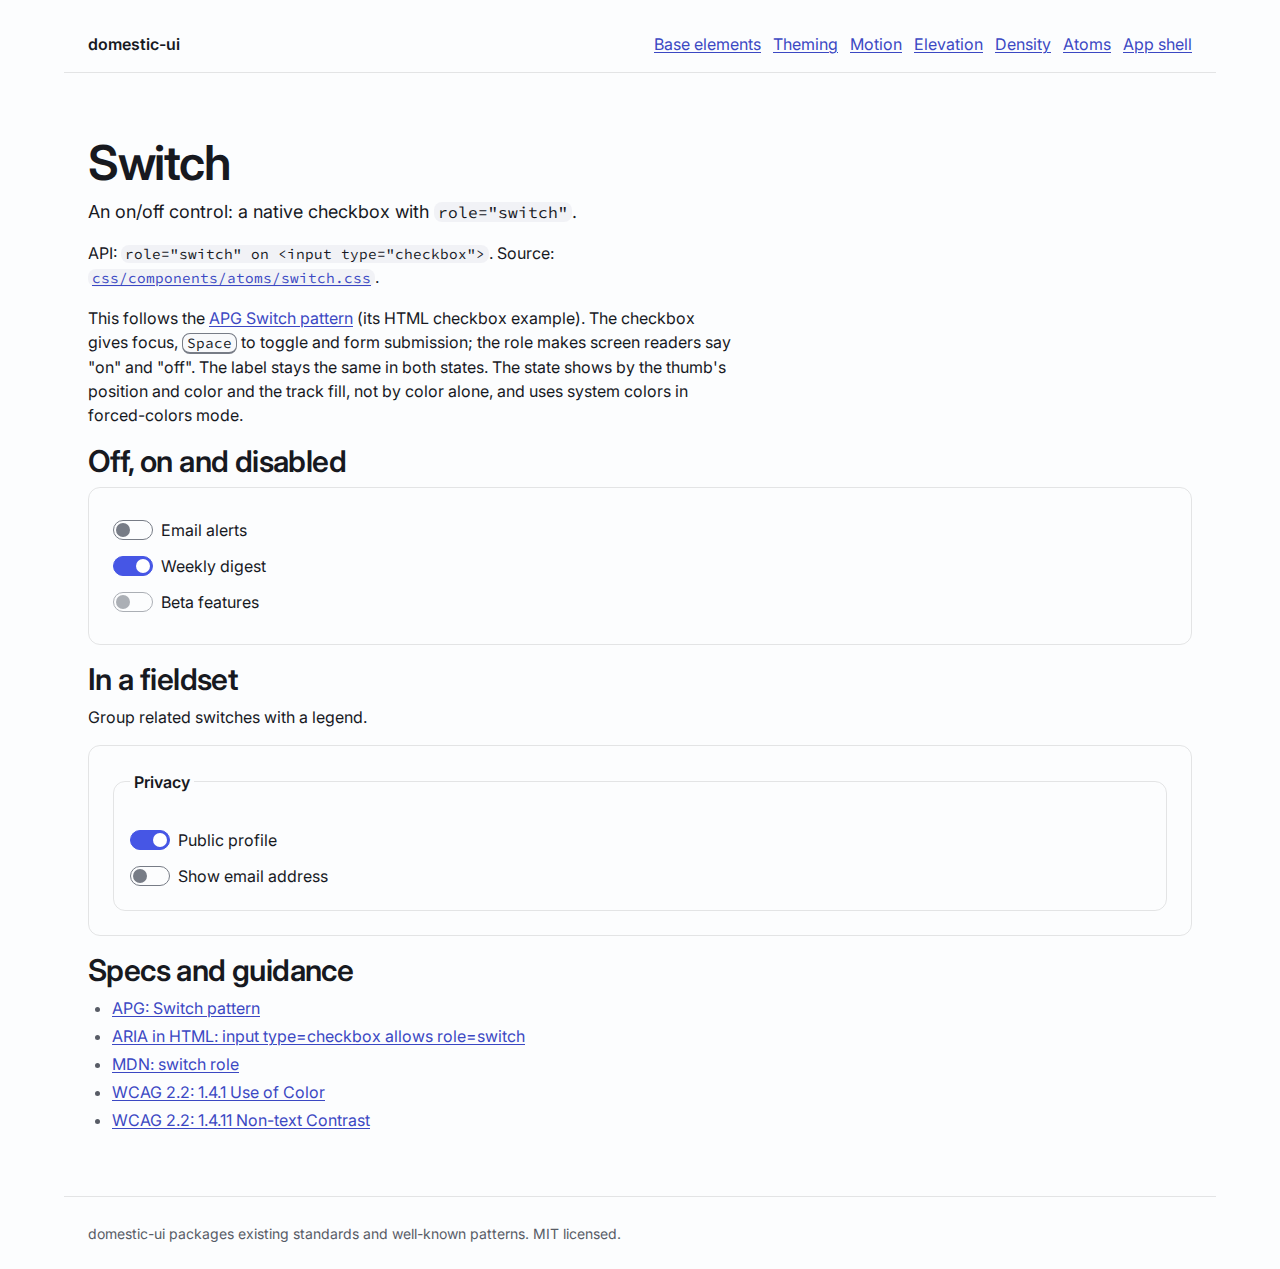 domestic-ui
Base elements Theming Motion Elevation Density Atoms App shell
Switch
An on/off control: a native checkbox with role="switch".
API: role="switch" on <input type="checkbox">. Source:
css/components/atoms/switch.css.
This follows the APG Switch pattern (its HTML checkbox example). The checkbox
gives focus, Space to toggle and form submission; the role makes screen readers say
"on" and "off". The label stays the same in both states. The state shows by the thumb's
position and color and the track fill, not by color alone, and uses system colors in
forced-colors mode.
Off, on and disabled
Email alerts
Weekly digest
Beta features
In a fieldset
Group related switches with a legend.
Privacy
Public profile
Show email address
Specs and guidance
APG: Switch pattern
ARIA in HTML: input type=checkbox allows role=switch
MDN: switch role
WCAG 2.2: 1.4.1 Use of Color
WCAG 2.2: 1.4.11 Non-text Contrast
domestic-ui packages existing standards and well-known patterns. MIT licensed.